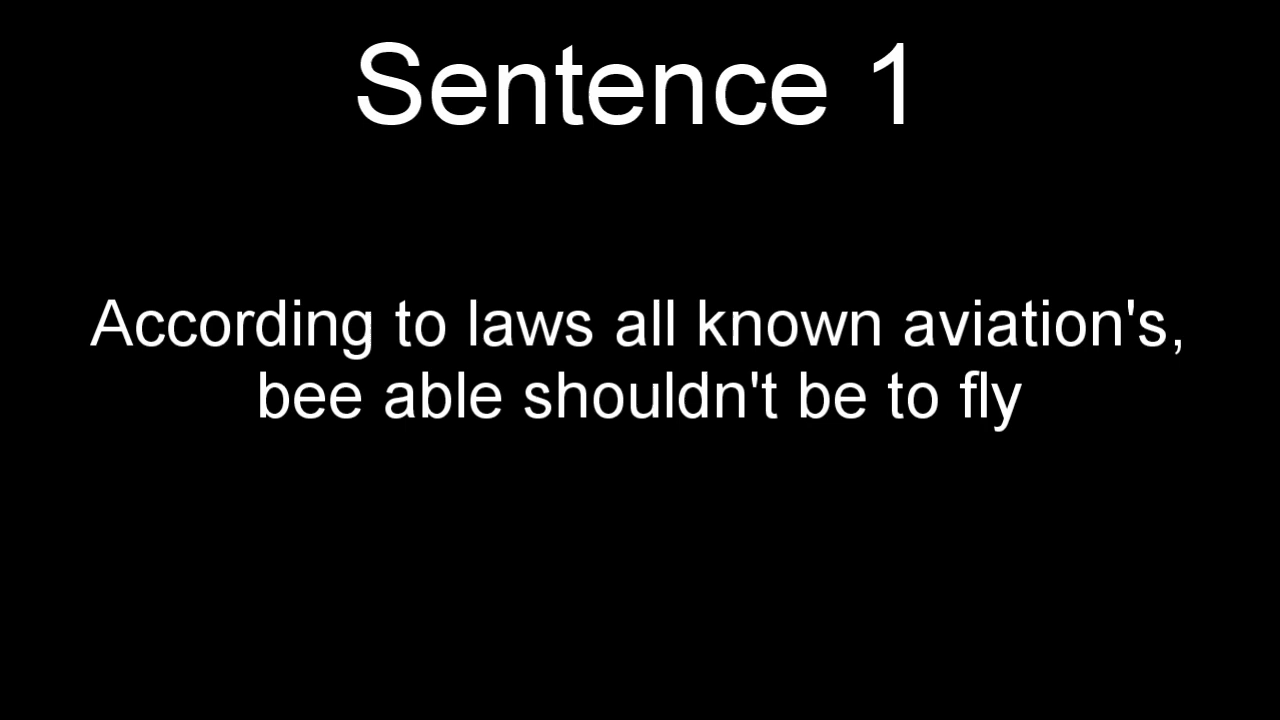 Sentence 1
According to laws all known aviation's,
bee able shouldn't be to fly